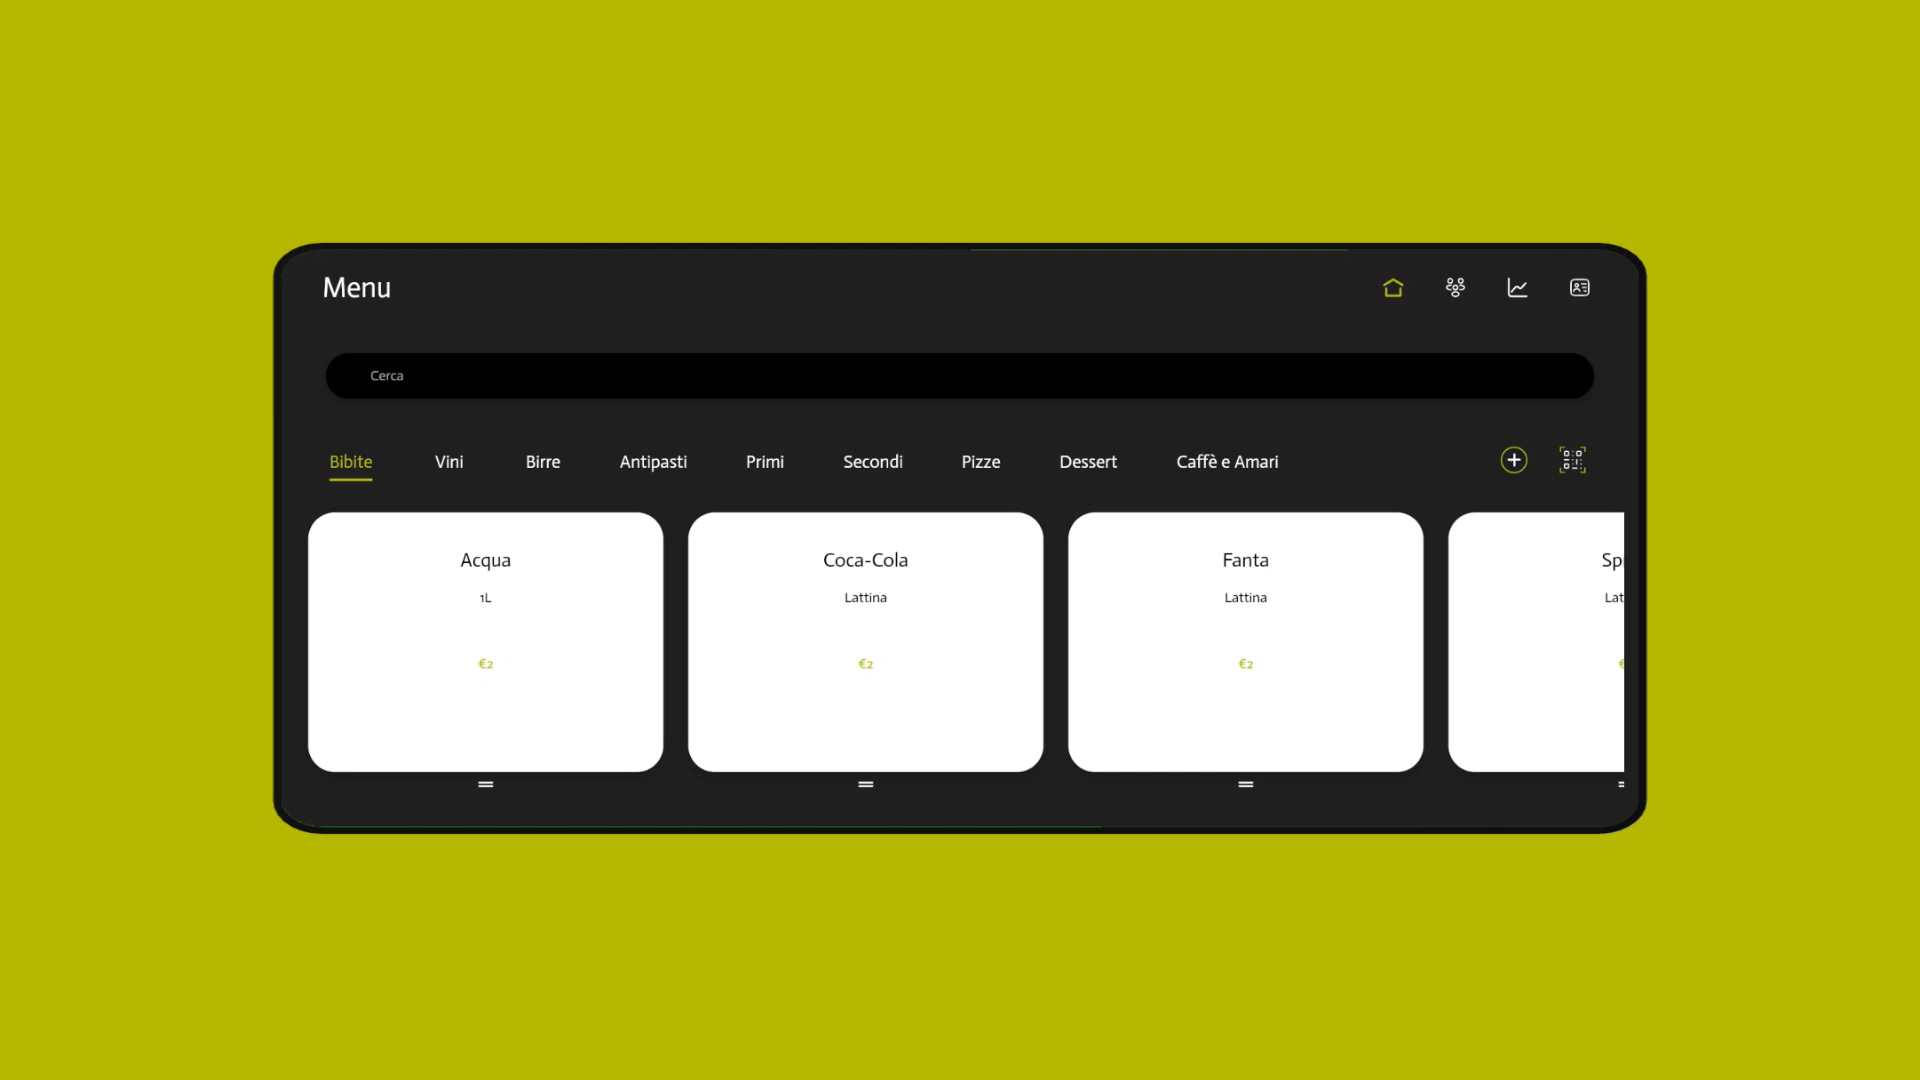 Menu
Cerca
Bibite Vini Birre Antipasti Primi Secondi Pizze Dessert Caffè e Amari
Acqua Coca-Cola Fanta
1L Lattina Lattina
€2 €2 €2